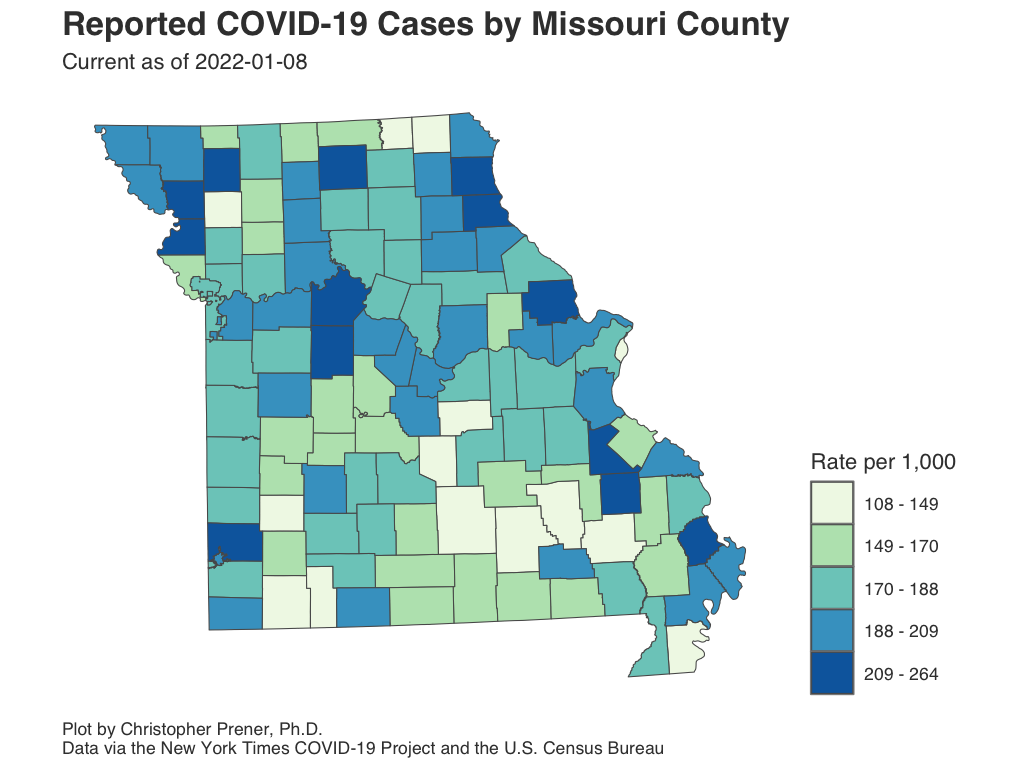 Reported COVID-19 Cases by Missouri County
Current as of 2022-01-08
Rate per 1,000
108 - 149
149 - 170
170 - 188
188 - 209
209 - 264
Plot by Christopher Prener, Ph.D.
Data via the New York Times COVID-19 Project and the U.S. Census Bureau